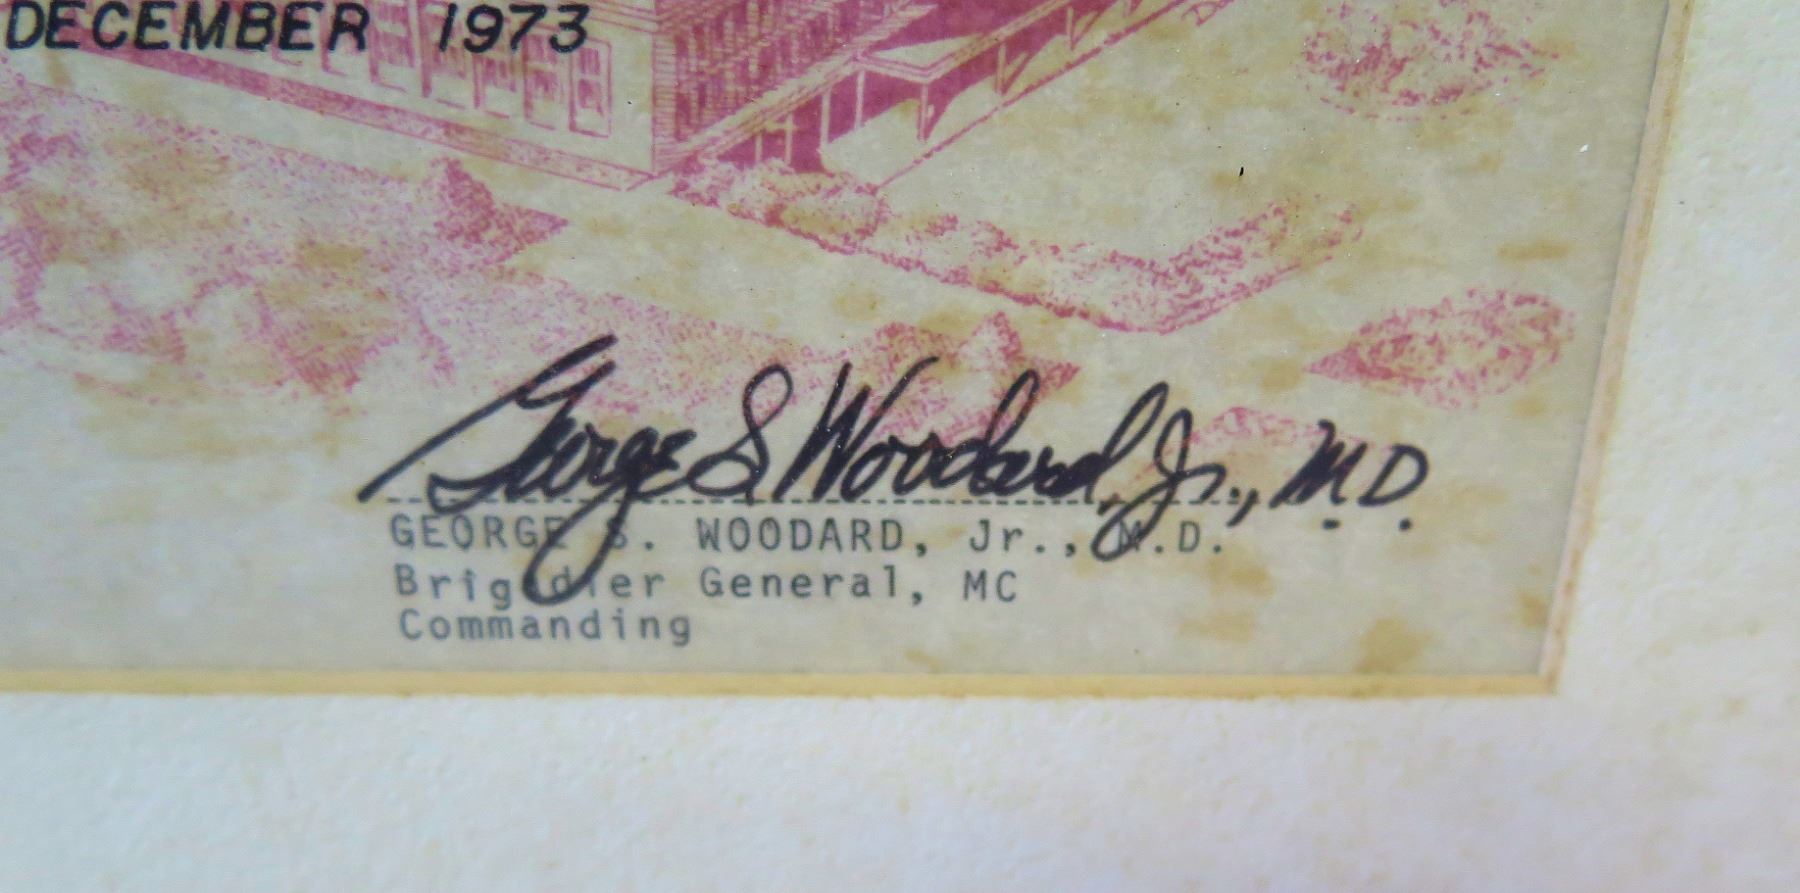 DECEMBER 1973
George S Woodard, Jr., M.D.
GEORGE S. WOODARD, Jr., M.D.
Brigadier General, MC
Commanding